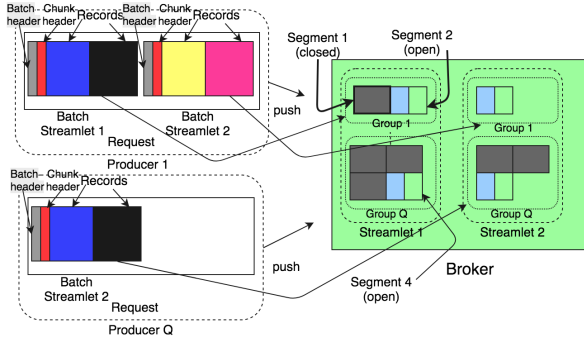 Batch- Chunk
header header Records
Batch- Chunk
header header Records
Batch
Streamlet 1
Batch
Streamlet 2
Request
Producer 1
push
Segment 1
(closed)
Segment 2
(open)
Group 1
Group 1
Group Q
Group Q
Streamlet 1
Streamlet 2
Broker
Segment 4
(open)
Batch- Chunk
header header Records
Batch
Streamlet 2
Request
Producer Q
push